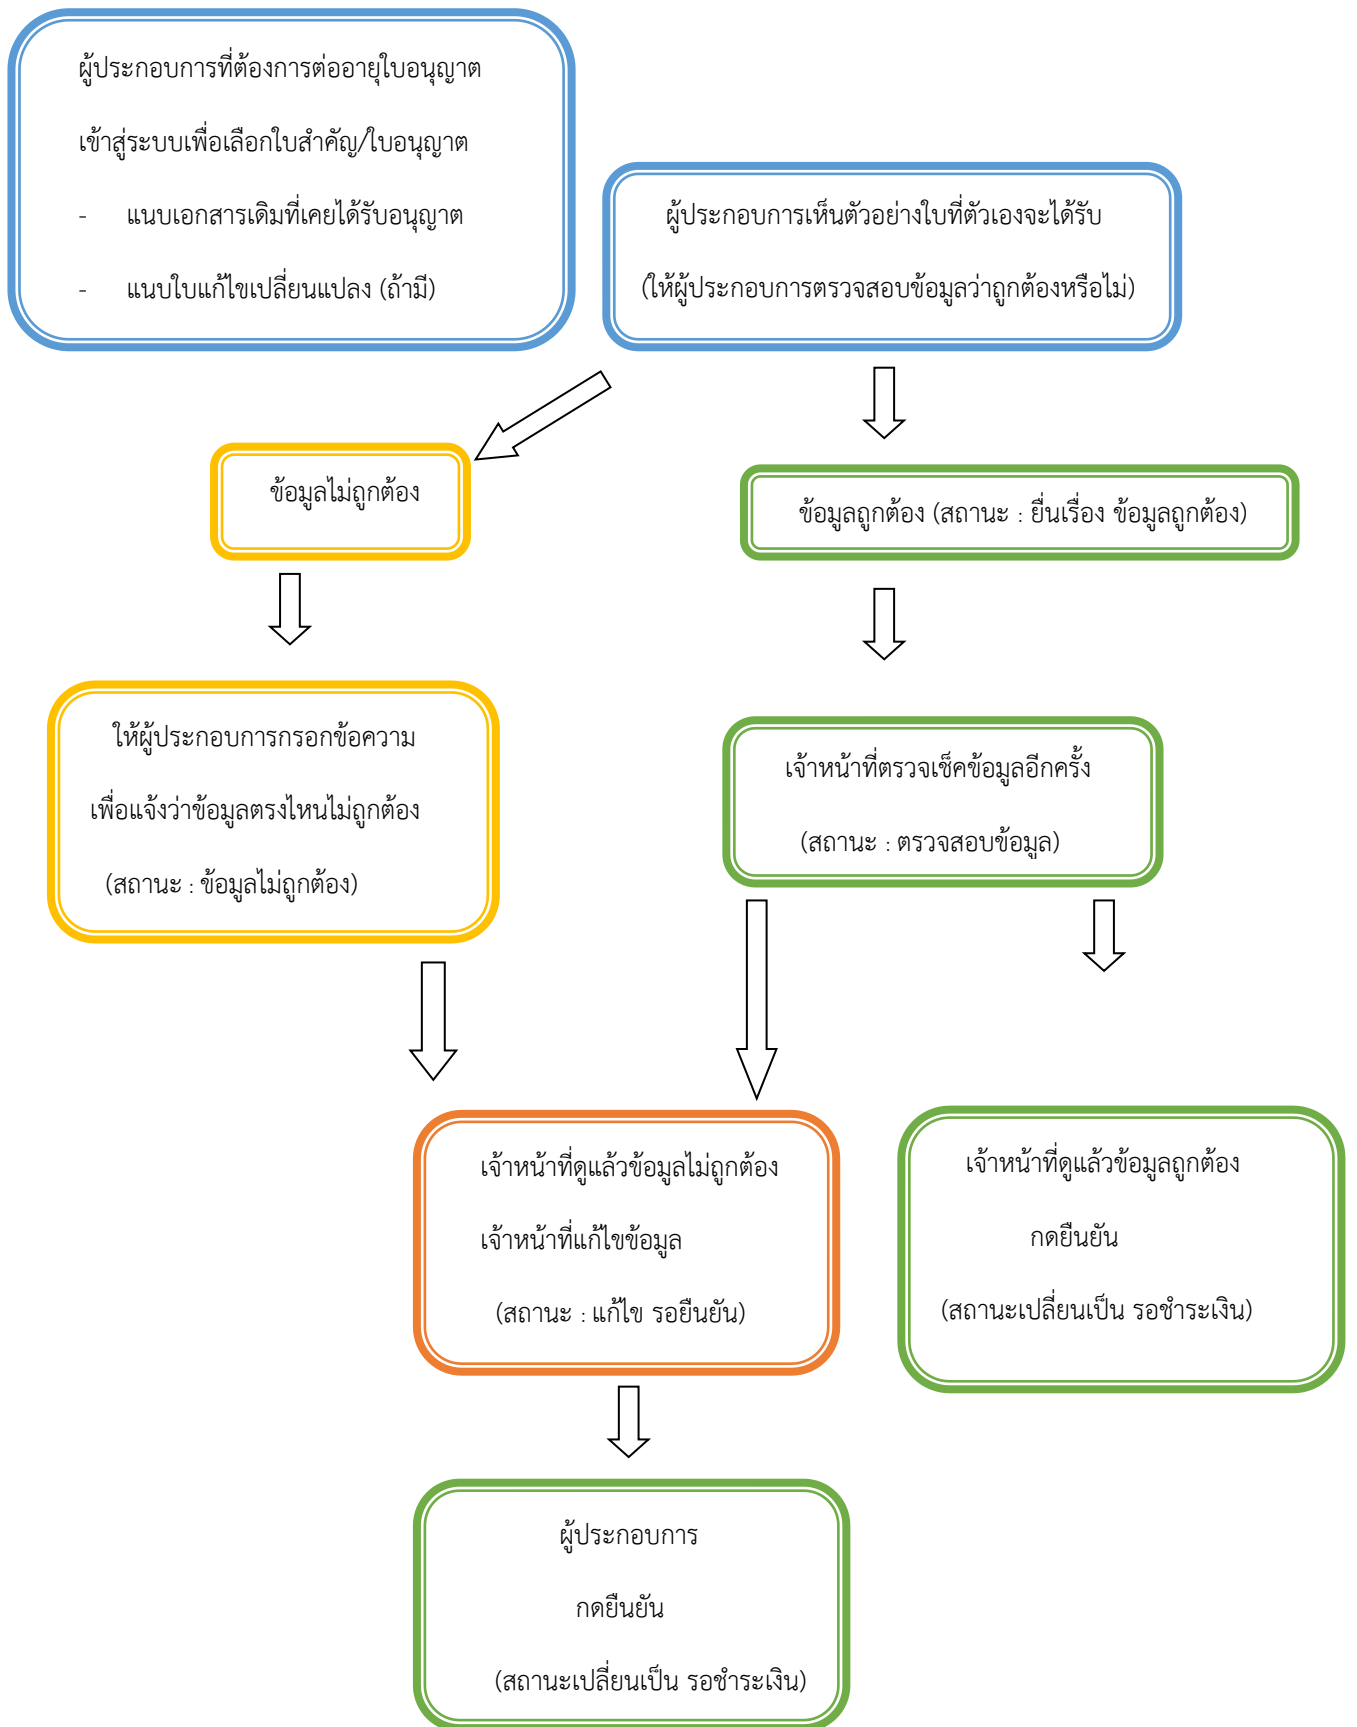 ผู้ประกอบการที่ต้องการต่ออายุใบอนุญาต
เข้าสู่ระบบเพื่อเลือกใบสำคัญ/ใบอนุญาต
- แนบเอกสารเดิมที่เคยได้รับอนุญาต
- แนบใบแก้ไขเปลี่ยนแปลง (ถ้ามี)
ผู้ประกอบการเห็นตัวอย่างใบที่ตัวเองจะได้รับ
(ให้ผู้ประกอบการตรวจสอบข้อมูลว่าถูกต้องหรือไม่)
ข้อมูลไม่ถูกต้อง
ข้อมูลถูกต้อง (สถานะ : ยื่นเรื่อง ข้อมูลถูกต้อง)
ให้ผู้ประกอบการกรอกข้อความ
เพื่อแจ้งว่าข้อมูลตรงไหนไม่ถูกต้อง
(สถานะ : ข้อมูลไม่ถูกต้อง)
เจ้าหน้าที่ตรวจเช็คข้อมูลอีกครั้ง
(สถานะ : ตรวจสอบข้อมูล)
เจ้าหน้าที่ดูแล้วข้อมูลไม่ถูกต้อง
เจ้าหน้าที่แก้ไขข้อมูล
(สถานะ : แก้ไข รอยืนยัน)
เจ้าหน้าที่ดูแล้วข้อมูลถูกต้อง
กดยืนยัน
(สถานะเปลี่ยนเป็น รอชำระเงิน)
ผู้ประกอบการ
กดยืนยัน
(สถานะเปลี่ยนเป็น รอชำระเงิน)